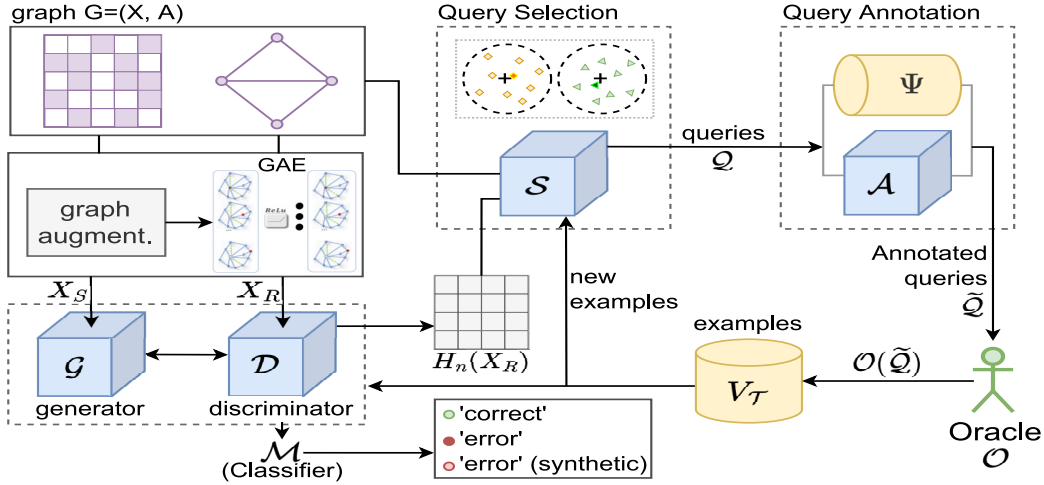 graph G=(X, A)
Query Selection
Query Annotation
GAE
graph
augment.
ReLu
...
...
S
queries
Q
Ψ
A
X_S
X_R
new
examples
Annotated
queries
Q̃
G
D
generator
discriminator
H_n(X_R)
examples
V_T
O(Q̃)
Oracle
O
M
(Classifier)
'correct'
'error'
'error' (synthetic)